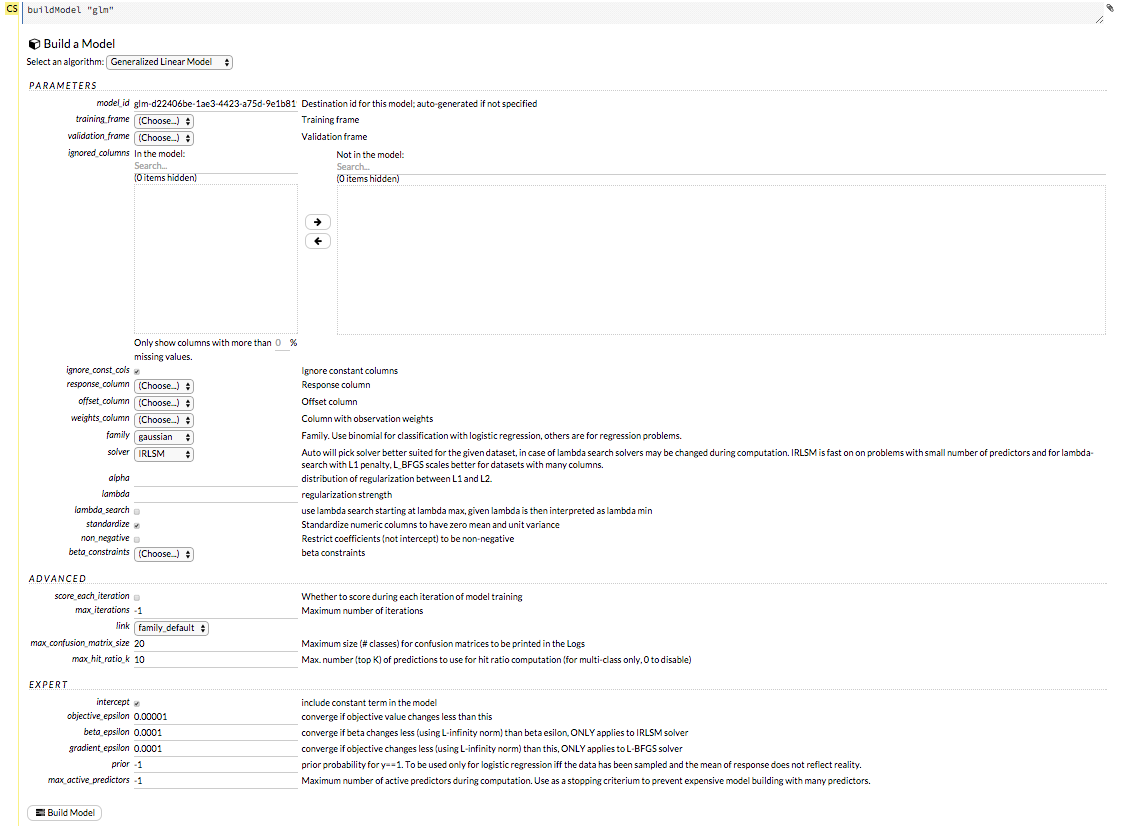 CS
buildModel "glm"
Build a Model
Select an algorithm: Generalized Linear Model
PARAMETERS
model_id glm-d22406be-1ae3-4423-a75d-9e1b81 Destination id for this model; auto-generated if not specified
training_frame (Choose...) Training frame
validation_frame (Choose...) Validation frame
ignored_columns In the model: Not in the model:
Search... Search...
(0 items hidden) (0 items hidden)
Only show columns with more than 0 %
missing values.
ignore_const_cols Ignore constant columns
response_column (Choose...) Response column
offset_column (Choose...) Offset column
weights_column (Choose...) Column with observation weights
family gaussian Family. Use binomial for classification with logistic regression, others are for regression problems.
solver IRLSM Auto will pick solver better suited for the given dataset, in case of lambda search solvers may be changed during computation. IRLSM is fast on on problems with small number of predictors and for lambda-
search with L1 penalty, L_BFGS scales better for datasets with many columns.
alpha distribution of regularization between L1 and L2.
lambda regularization strength
lambda_search use lambda search starting at lambda max, given lambda is then interpreted as lambda min
standardize Standardize numeric columns to have zero mean and unit variance
non_negative Restrict coefficients (not intercept) to be non-negative
beta_constraints (Choose...) beta constraints
ADVANCED
score_each_iteration Whether to score during each iteration of model training
max_iterations -1 Maximum number of iterations
link family_default
max_confusion_matrix_size 20 Maximum size (# classes) for confusion matrices to be printed in the Logs
max_hit_ratio_k 10 Max. number (top K) of predictions to use for hit ratio computation (for multi-class only, 0 to disable)
EXPERT
intercept include constant term in the model
objective_epsilon 0.00001 converge if objective value changes less than this
beta_epsilon 0.0001 converge if beta changes less (using L-infinity norm) than beta esilon, ONLY applies to IRLSM solver
gradient_epsilon 0.0001 converge if objective changes less (using L-infinity norm) than this, ONLY applies to L-BFGS solver
prior -1 prior probability for y==1. To be used only for logistic regression iff the data has been sampled and the mean of response does not reflect reality.
max_active_predictors -1 Maximum number of active predictors during computation. Use as a stopping criterium to prevent expensive model building with many predictors.
Build Model